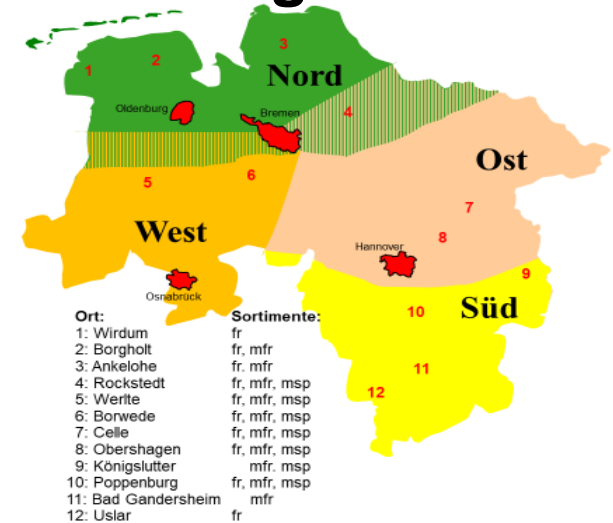 3
2
1
Nord
Oldenburg
Bremen
4
Ost
5
6
7
West
8
Hannover
9
Osnabrück
10
Süd
11
12
Ort: Sortimente:
1: Wirdum fr
2: Borgholt fr, mfr
3: Ankelohe fr. mfr
4: Rockstedt fr, mfr, msp
5: Werlte fr, mfr, msp
6: Borwede fr, mfr, msp
7: Celle fr, mfr, msp
8: Obershagen fr, mfr, msp
9: Königslutter mfr. msp
10: Poppenburg fr, mfr, msp
11: Bad Gandersheim mfr
12: Uslar fr